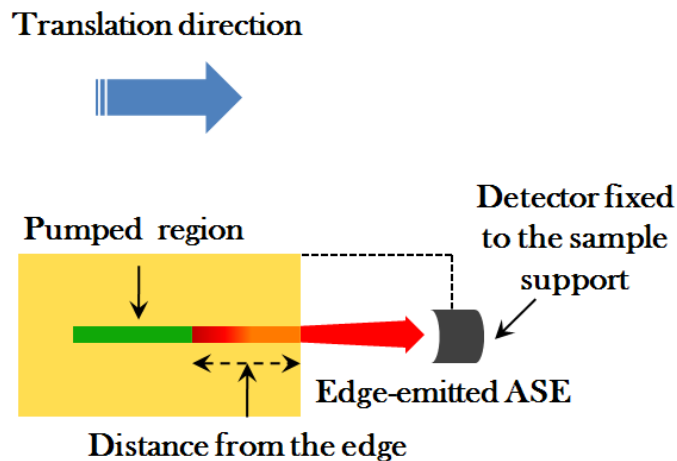 Translation direction
Detector fixed
to the sample
support
Pumped region
Edge-emitted ASE
Distance from the edge